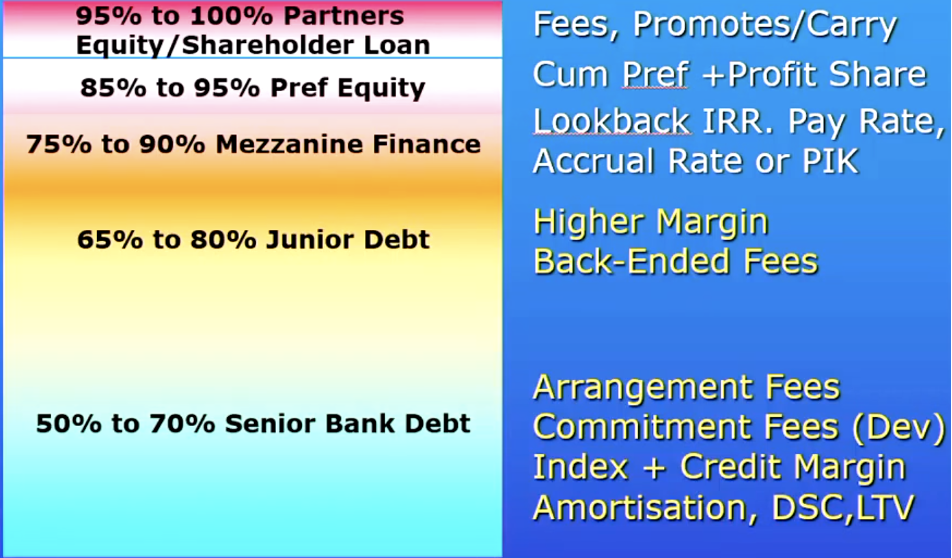 95% to 100% Partners
Equity/Shareholder Loan
85% to 95% Pref Equity
75% to 90% Mezzanine Finance
65% to 80% Junior Debt
50% to 70% Senior Bank Debt
Fees, Promotes/Carry
Cum Pref +Profit Share
Lookback IRR. Pay Rate,
Accrual Rate or PIK
Higher Margin
Back-Ended Fees
Arrangement Fees
Commitment Fees (Dev)
Index + Credit Margin
Amortisation, DSC,LTV